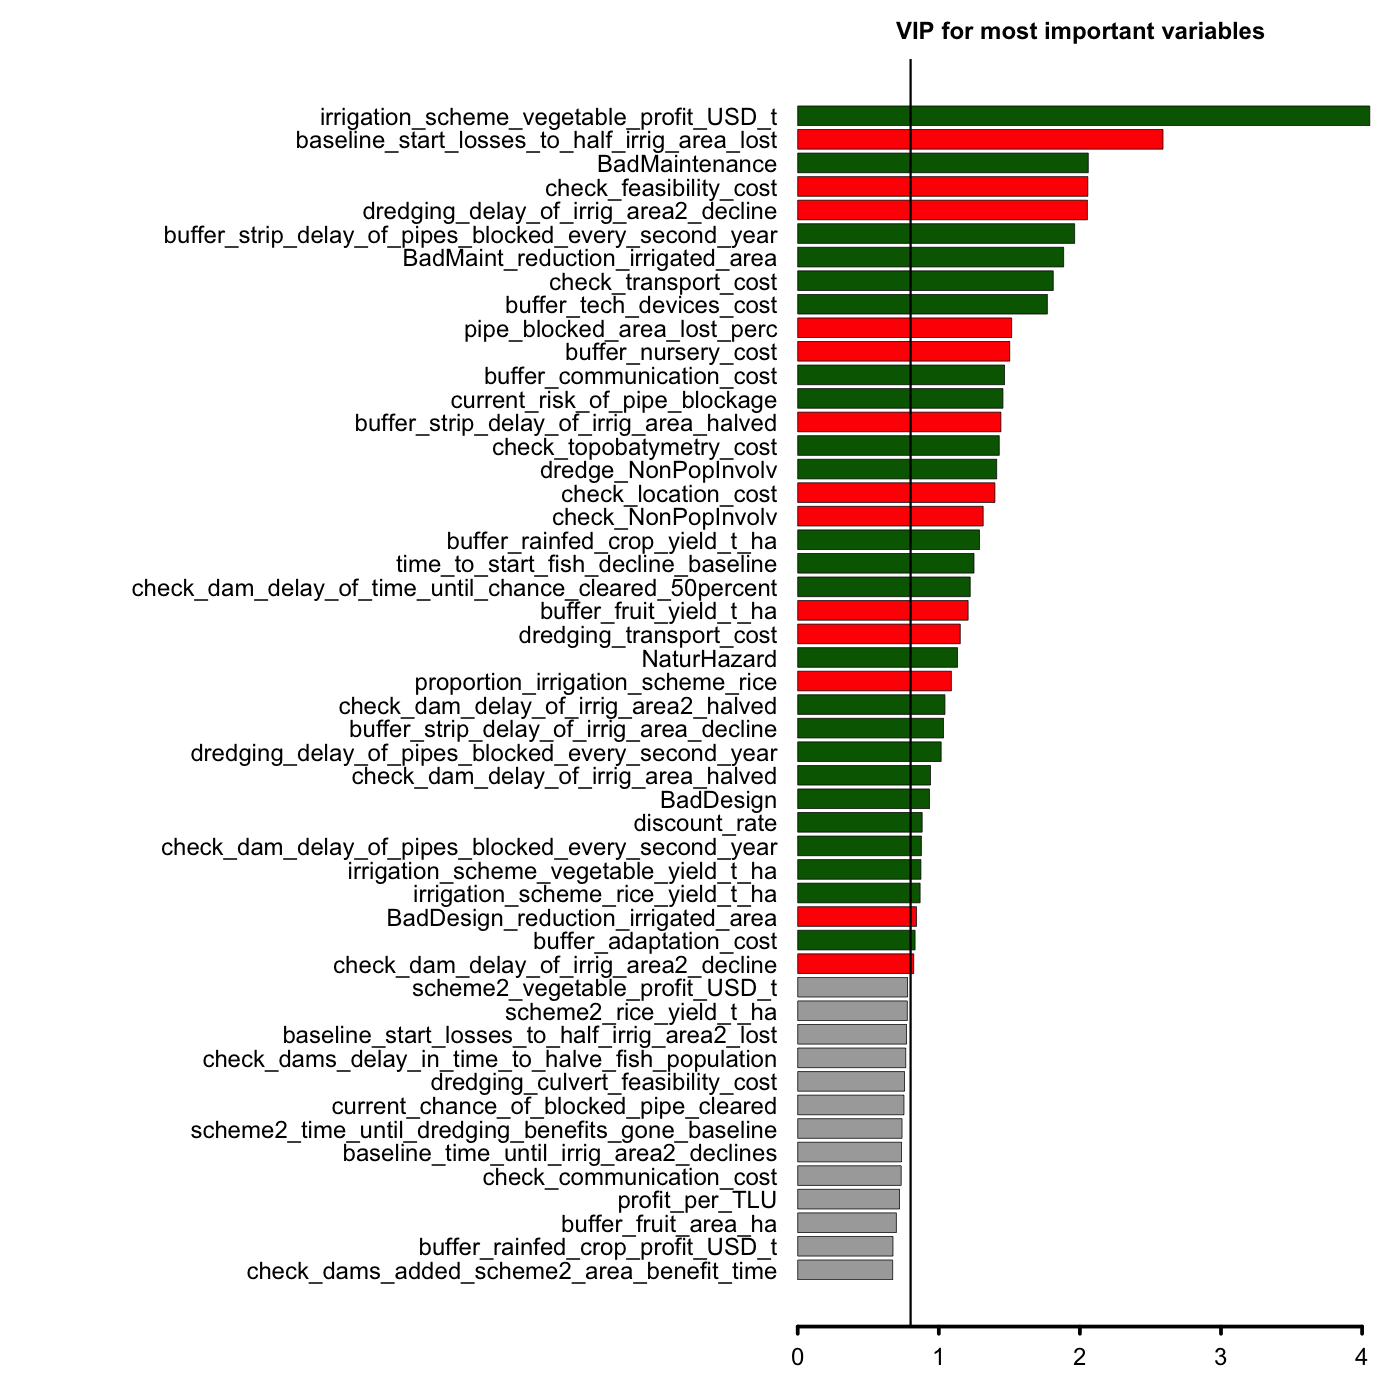 VIP for most important variables
irrigation_scheme_vegetable_profit_USD_t
baseline_start_losses_to_half_irrig_area_lost
BadMaintenance
check_feasibility_cost
dredging_delay_of_irrig_area2_decline
buffer_strip_delay_of_pipes_blocked_every_second_year
BadMaint_reduction_irrigated_area
check_transport_cost
buffer_tech_devices_cost
pipe_blocked_area_lost_perc
buffer_nursery_cost
buffer_communication_cost
current_risk_of_pipe_blockage
buffer_strip_delay_of_irrig_area_halved
check_topobatymetry_cost
dredge_NonPopInvolv
check_location_cost
check_NonPopInvolv
buffer_rainfed_crop_yield_t_ha
time_to_start_fish_decline_baseline
check_dam_delay_of_time_until_chance_cleared_50percent
buffer_fruit_yield_t_ha
dredging_transport_cost
NaturHazard
proportion_irrigation_scheme_rice
check_dam_delay_of_irrig_area2_halved
buffer_strip_delay_of_irrig_area_decline
dredging_delay_of_pipes_blocked_every_second_year
check_dam_delay_of_irrig_area_halved
BadDesign
discount_rate
check_dam_delay_of_pipes_blocked_every_second_year
irrigation_scheme_vegetable_yield_t_ha
irrigation_scheme_rice_yield_t_ha
BadDesign_reduction_irrigated_area
buffer_adaptation_cost
check_dam_delay_of_irrig_area2_decline
scheme2_vegetable_profit_USD_t
scheme2_rice_yield_t_ha
baseline_start_losses_to_half_irrig_area2_lost
check_dams_delay_in_time_to_halve_fish_population
dredging_culvert_feasibility_cost
current_chance_of_blocked_pipe_cleared
scheme2_time_until_dredging_benefits_gone_baseline
baseline_time_until_irrig_area2_declines
check_communication_cost
profit_per_TLU
buffer_fruit_area_ha
buffer_rainfed_crop_profit_USD_t
check_dams_added_scheme2_area_benefit_time
0 1 2 3 4